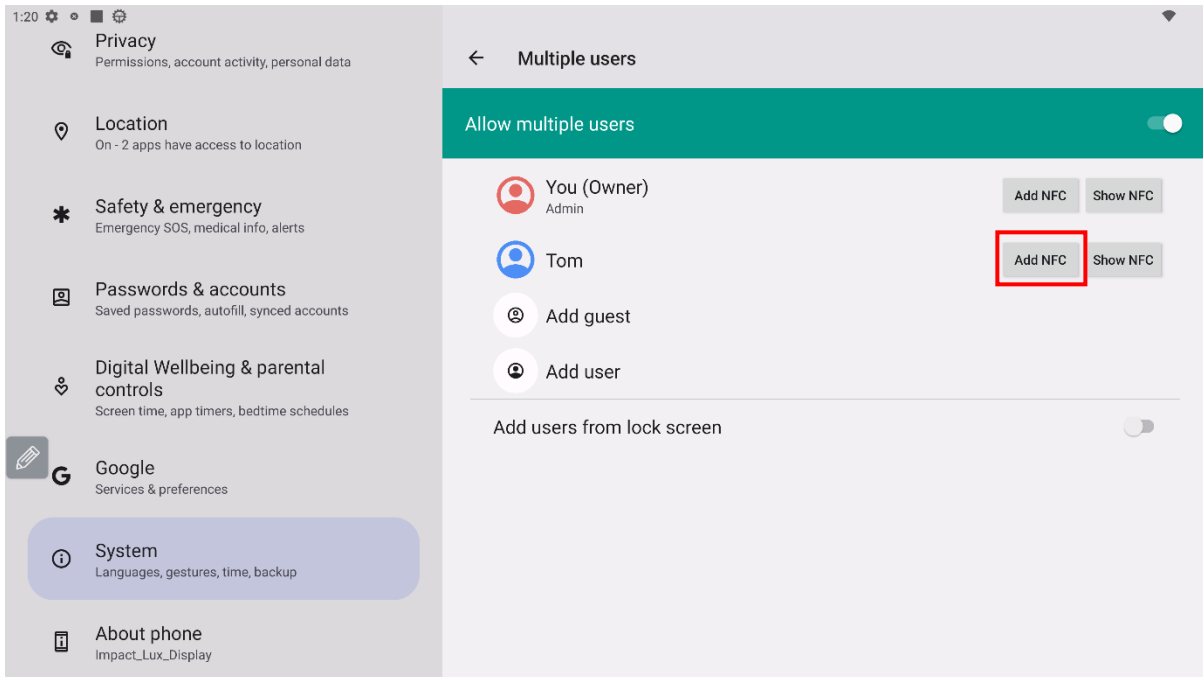 1:20
Privacy
Permissions, account activity, personal data
Location
On - 2 apps have access to location
Safety & emergency
Emergency SOS, medical info, alerts
Passwords & accounts
Saved passwords, autofill, synced accounts
Digital Wellbeing & parental
controls
Screen time, app timers, bedtime schedules
Google
Services & preferences
System
Languages, gestures, time, backup
About phone
Impact_Lux_Display
Multiple users
Allow multiple users
You (Owner)
Admin
Add NFC Show NFC
Tom
Add NFC Show NFC
Add guest
Add user
Add users from lock screen